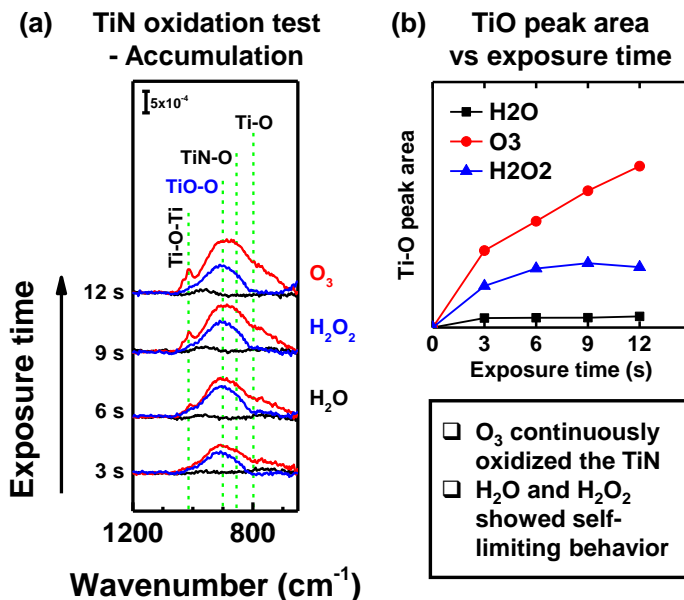 (a) TiN oxidation test
- Accumulation
5x10⁻⁴
Ti-O
TiN-O
TiO-O
Ti-O-Ti
O₃
12 s
H₂O₂
9 s
H₂O
6 s
3 s
Exposure time
1200 800
Wavenumber (cm⁻¹)
(b) TiO peak area
vs exposure time
H2O
O3
H2O2
Ti-O peak area
0 3 6 9 12
Exposure time (s)
❑ O₃ continuously
oxidized the TiN
❑ H₂O and H₂O₂
showed self-
limiting behavior